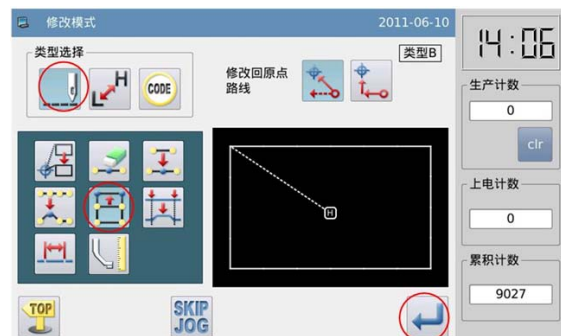 修改模式
2011-06-10
14:06
类型选择
H
CODE
修改回原点
路线
类型B
生产计数
0
clr
上电计数
0
累积计数
9027
H
TOP
SKIP
JOG